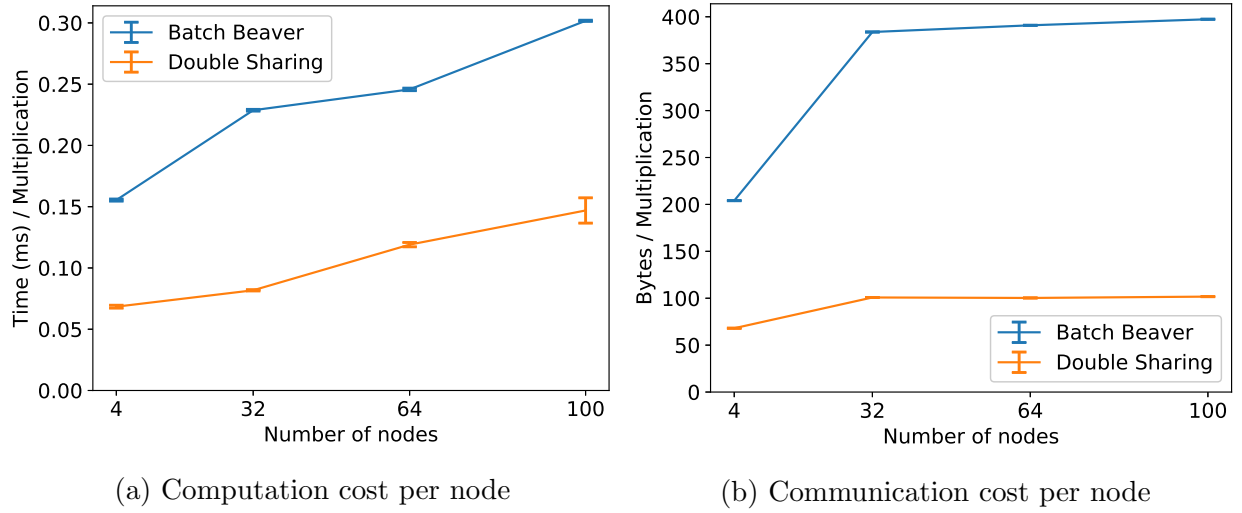 0.30
0.25
0.20
0.15
0.10
0.05
0.00
Time (ms) / Multiplication
Batch Beaver
Double Sharing
4 32 64 100
Number of nodes
(a) Computation cost per node
400
350
300
250
200
150
100
50
0
Bytes / Multiplication
Batch Beaver
Double Sharing
4 32 64 100
Number of nodes
(b) Communication cost per node